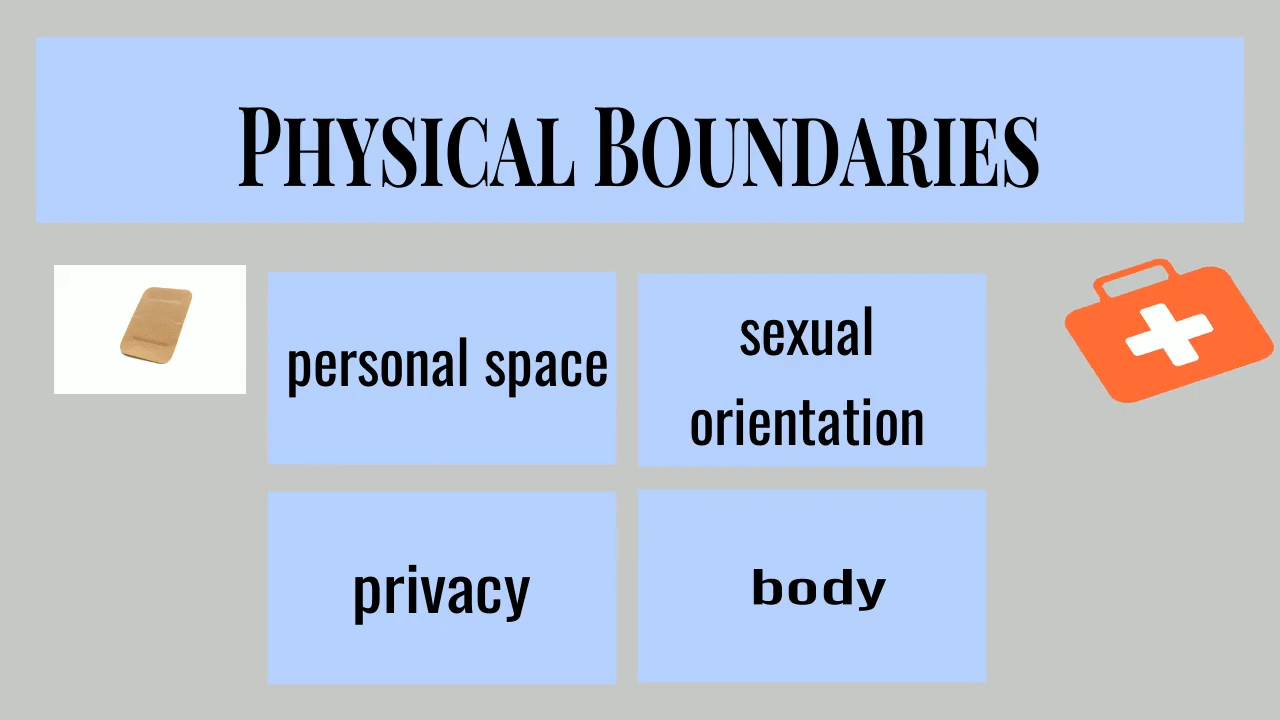 Physical Boundaries
personal space
sexual
orientation
privacy
body